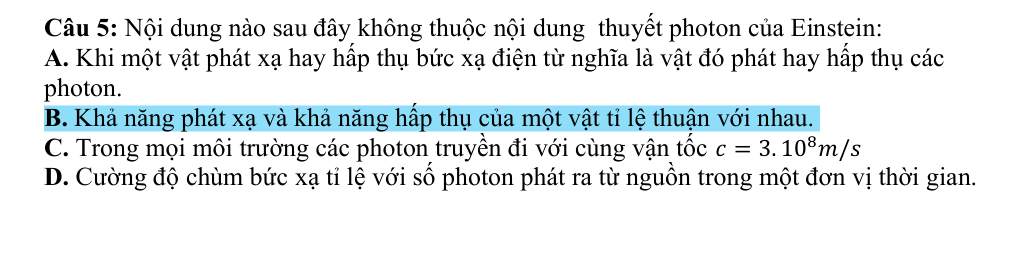 Câu 5: Nội dung nào sau đây không thuộc nội dung thuyết photon của Einstein:
A. Khi một vật phát xạ hay hấp thụ bức xạ điện từ nghĩa là vật đó phát hay hấp thụ các
photon.
B. Khả năng phát xạ và khả năng hấp thụ của một vật tỉ lệ thuận với nhau.
C. Trong mọi môi trường các photon truyền đi với cùng vận tốc c = 3. 10⁸m/s
D. Cường độ chùm bức xạ tỉ lệ với số photon phát ra từ nguồn trong một đơn vị thời gian.